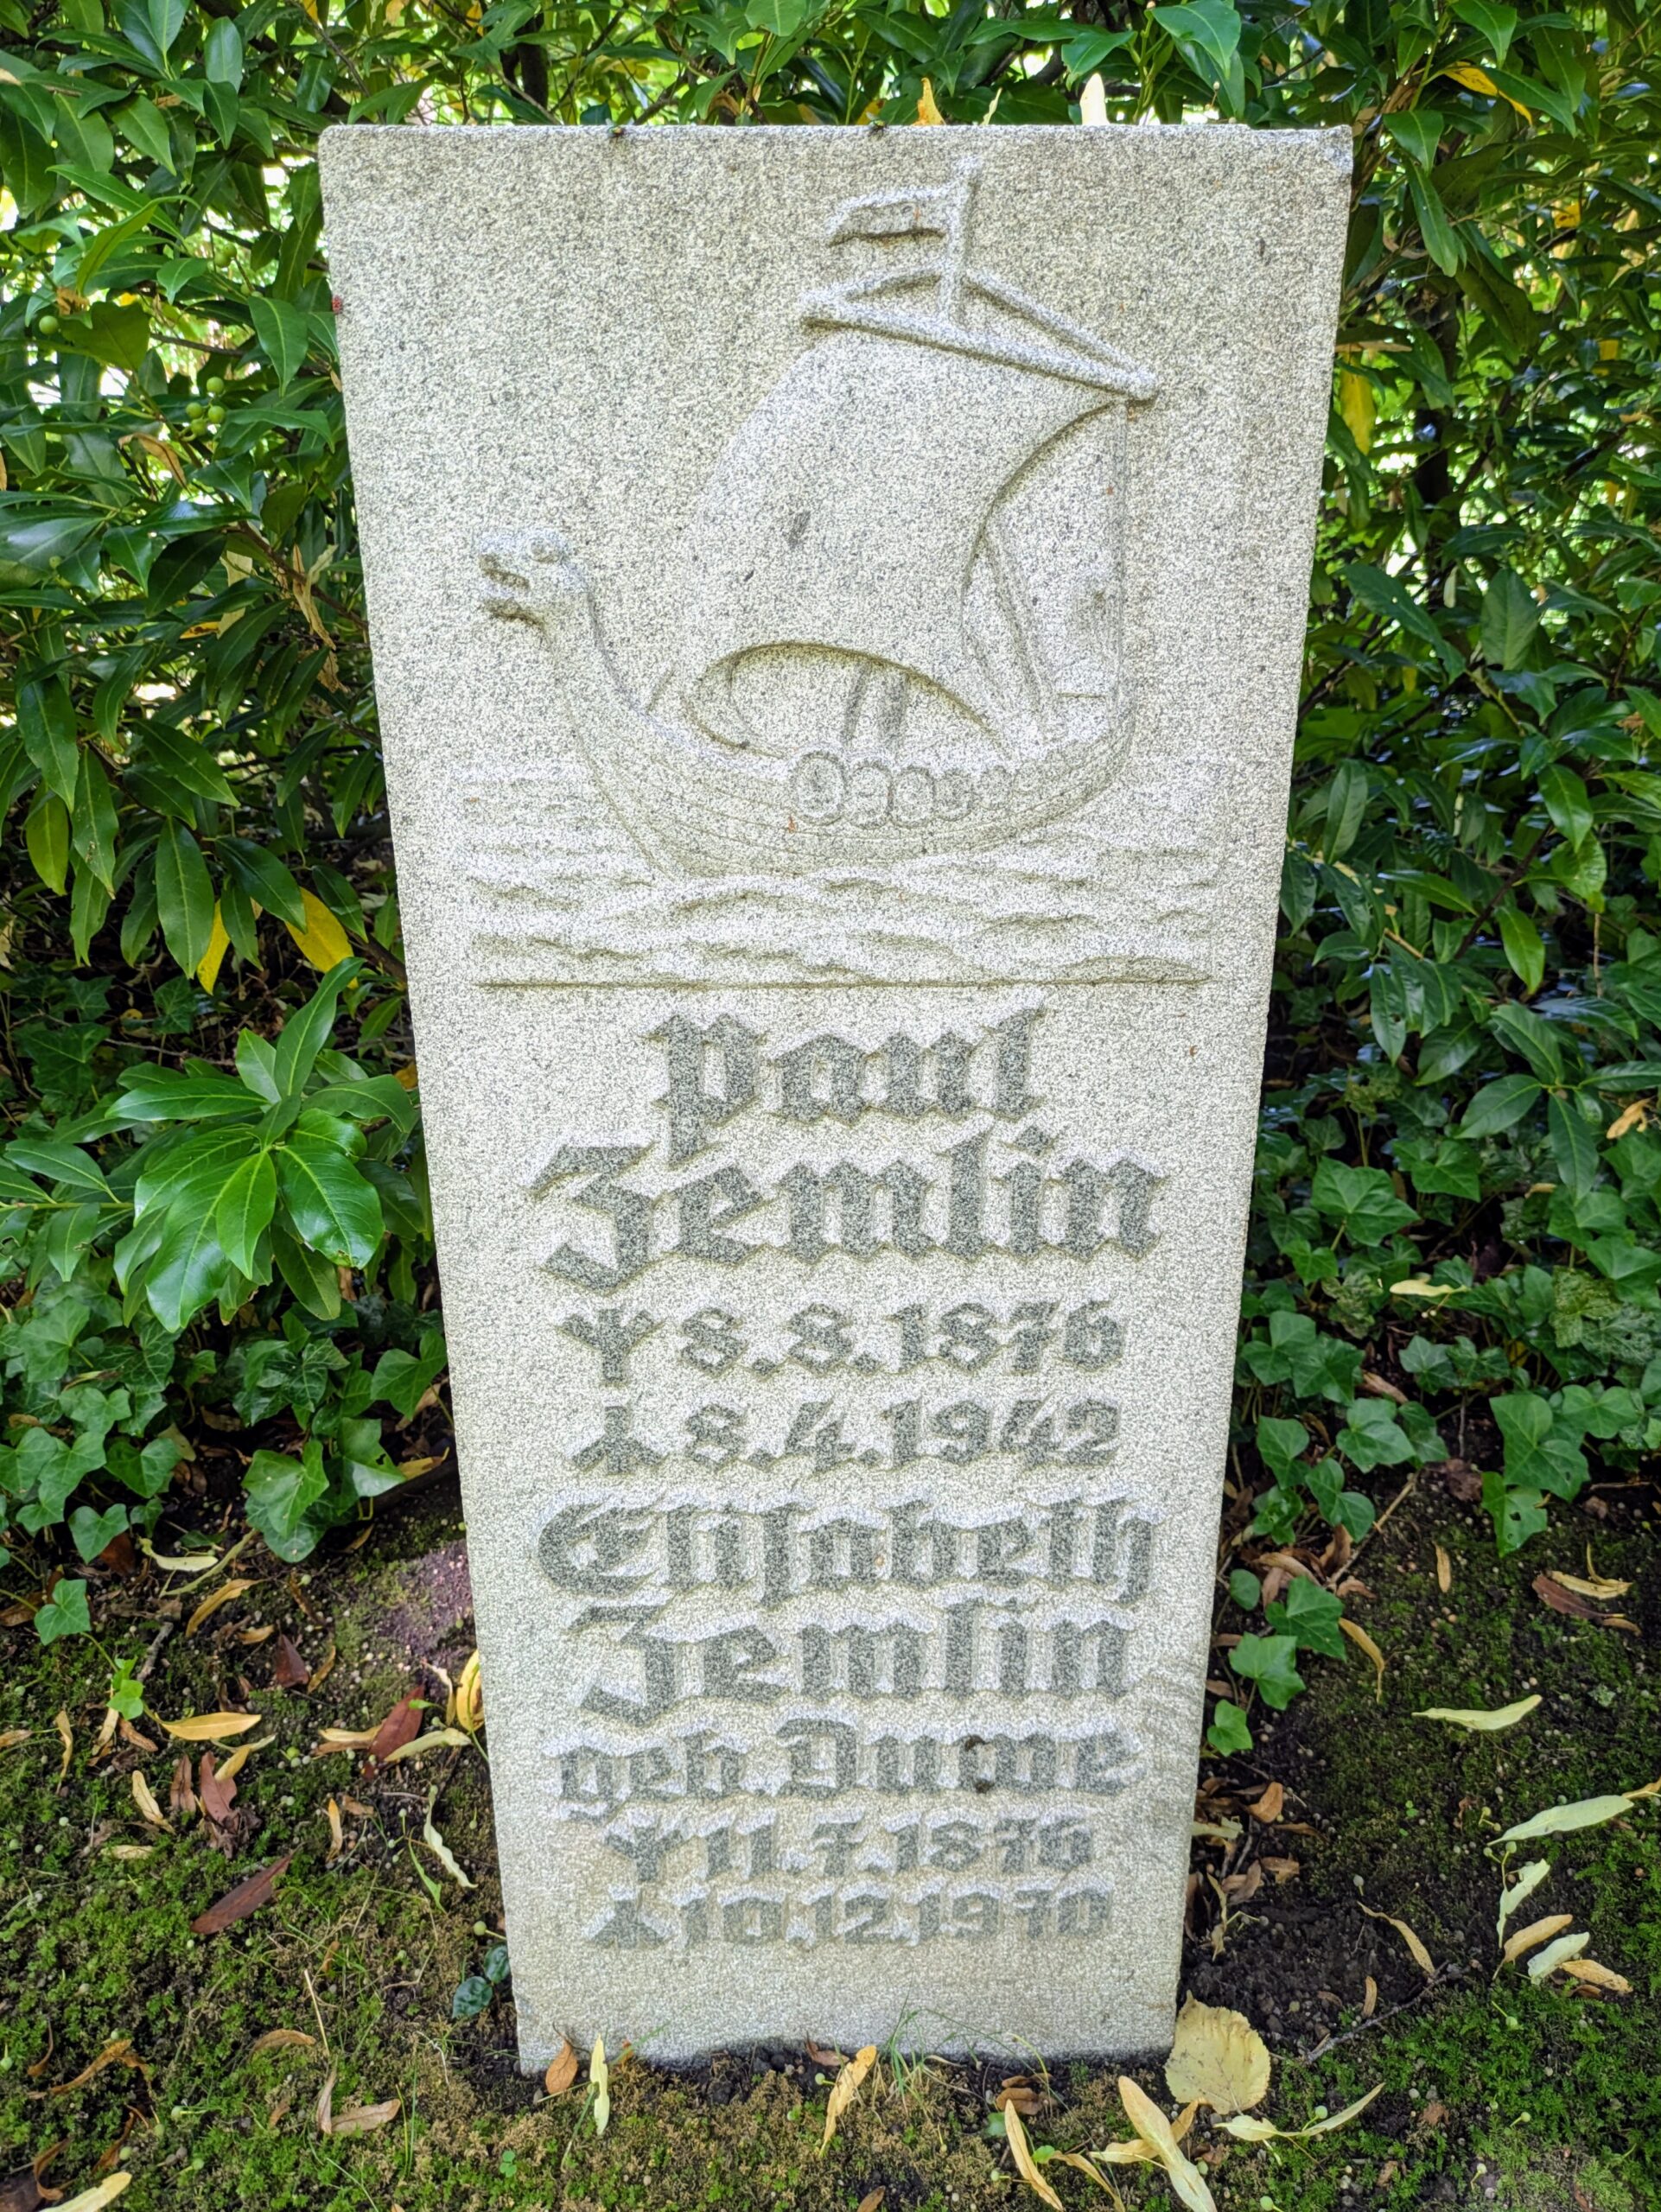 Paul
Zemlin
ᛉ 8.8.1876
ᛣ 8.4.1942
Eliſabeth
Zemlin
geb. Duwe
ᛉ 11.7.1876
ᛣ 10.12.1970